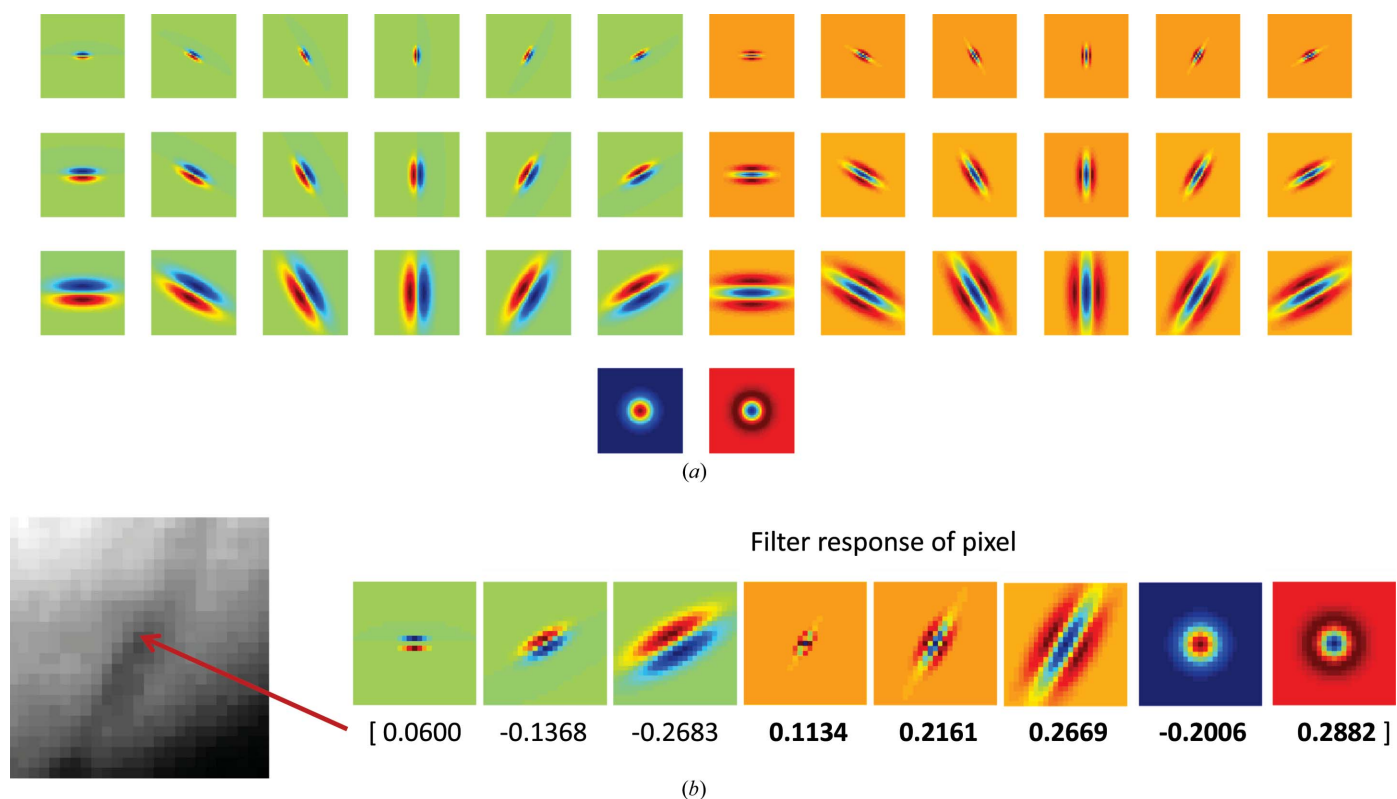 (a)
Filter response of pixel
[ 0.0600 -0.1368 -0.2683 0.1134 0.2161 0.2669 -0.2006 0.2882 ]
(b)